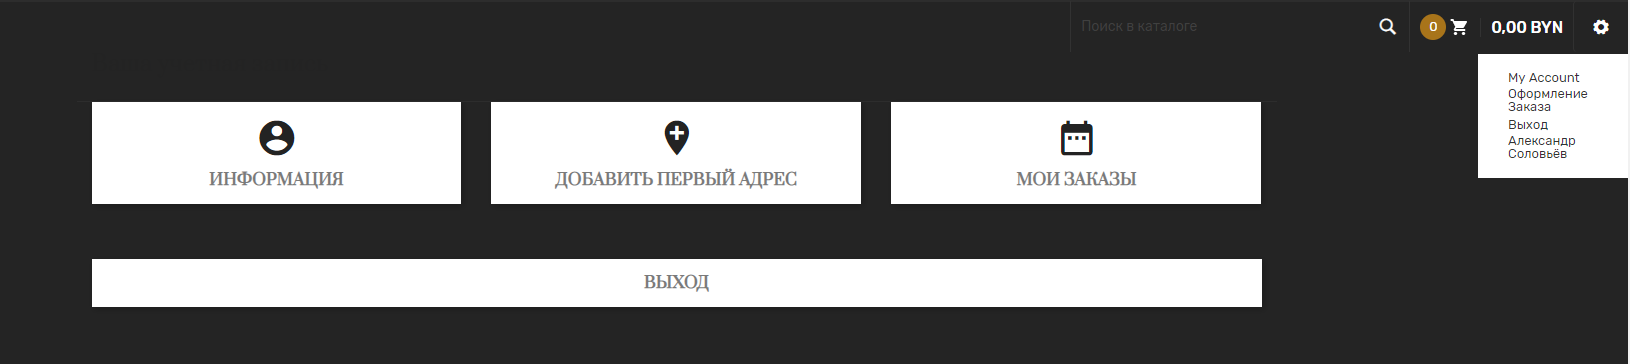 Поиск в каталоге
0
0,00 BYN
My Account
Оформление
Заказа
Выход
Александр
Соловьёв
ИНФОРМАЦИЯ
ДОБАВИТЬ ПЕРВЫЙ АДРЕС
МОИ ЗАКАЗЫ
ВЫХОД